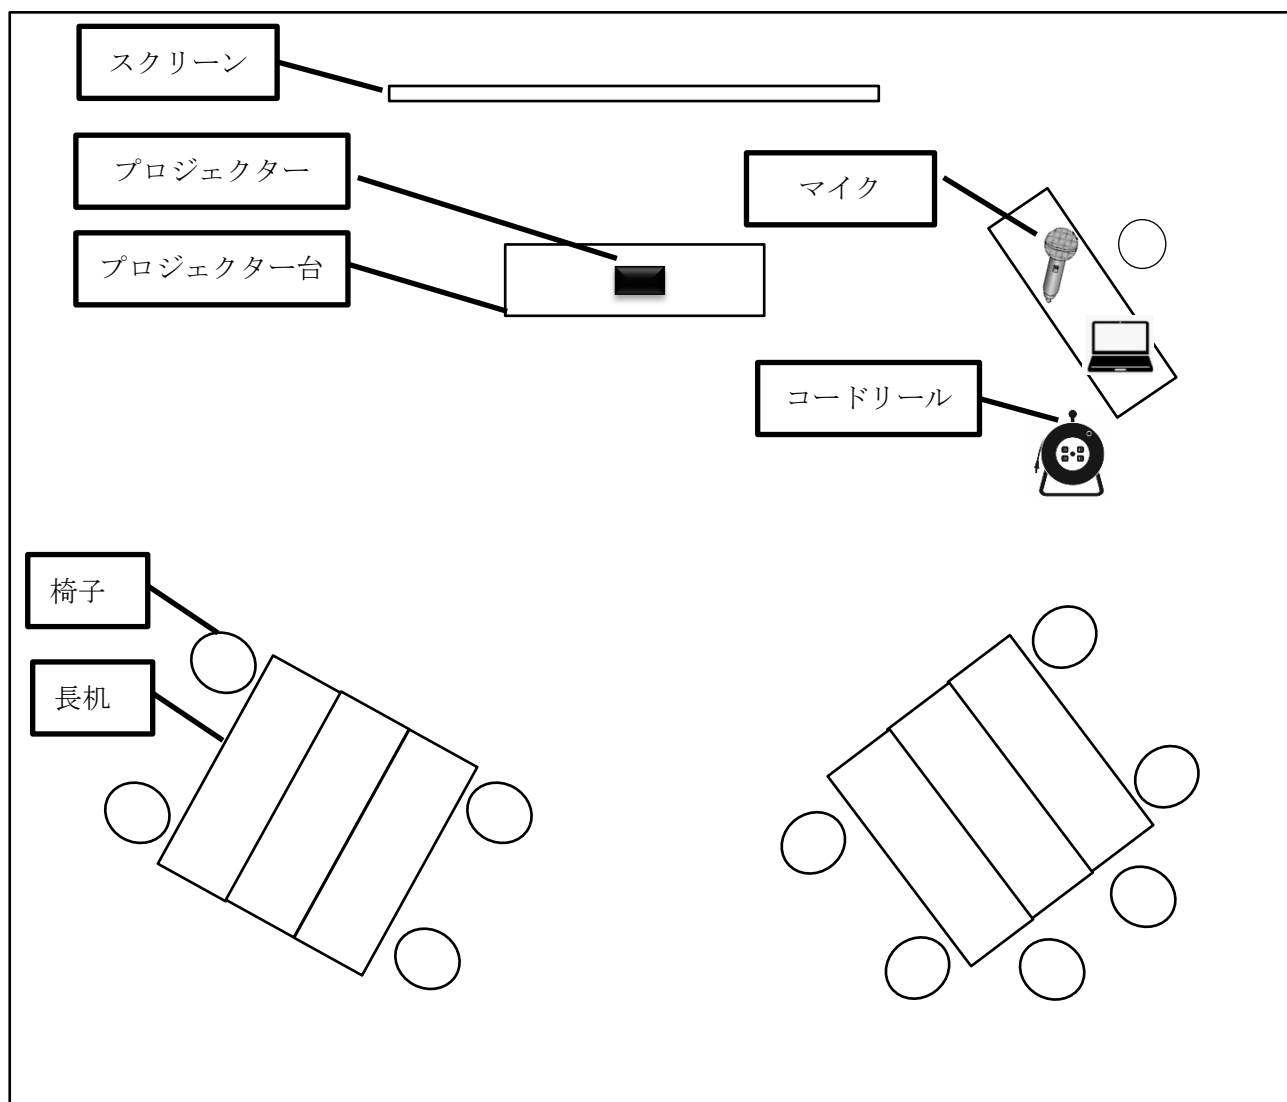 スクリーン
プロジェクター
マイク
プロジェクター台
コードリール
椅子
長机